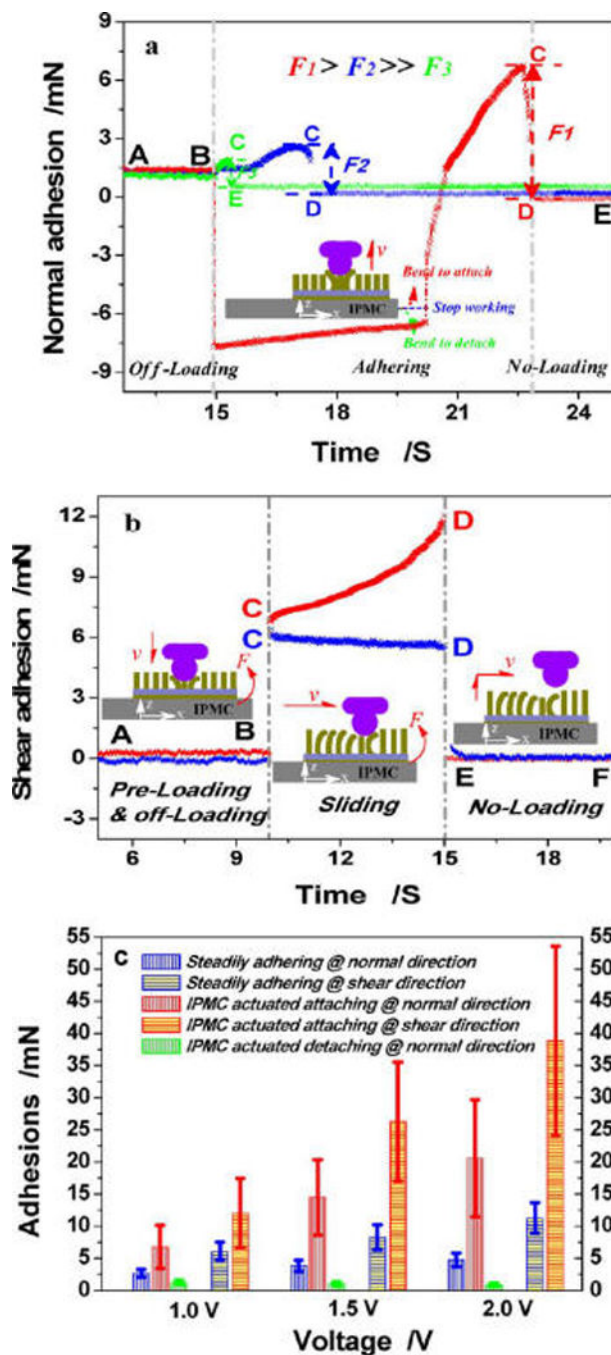 a
F1 > F2 >> F3
Normal adhesion /mN
9
6
3
0
-3
-6
-9
A B
C
C
C
F1
F2
E
D
D
E
v
Bend to attach
Stop working
Bend to detach
IPMC
z
x
Off-Loading
Adhering
No-Loading
15 18 21 24
Time /S
b
Shear adhesion/mN
12
9
6
3
0
-3
C
D
C
D
v
F
IPMC
z
x
A
B
v
F
IPMC
z
x
v
IPMC
z
x
E
F
Pre-Loading
& off-Loading
Sliding
No-Loading
6 9 12 15 18
Time /S
c
Steadily adhering @ normal direction
Steadily adhering @ shear direction
IPMC actuated attaching @ normal direction
IPMC actuated attaching @ shear direction
IPMC actuated detaching @ normal direction
Adhesions /mN
55 55
50 50
45 45
40 40
35 35
30 30
25 25
20 20
15 15
10 10
5 5
0 0
1.0 V 1.5 V 2.0 V
Voltage /V